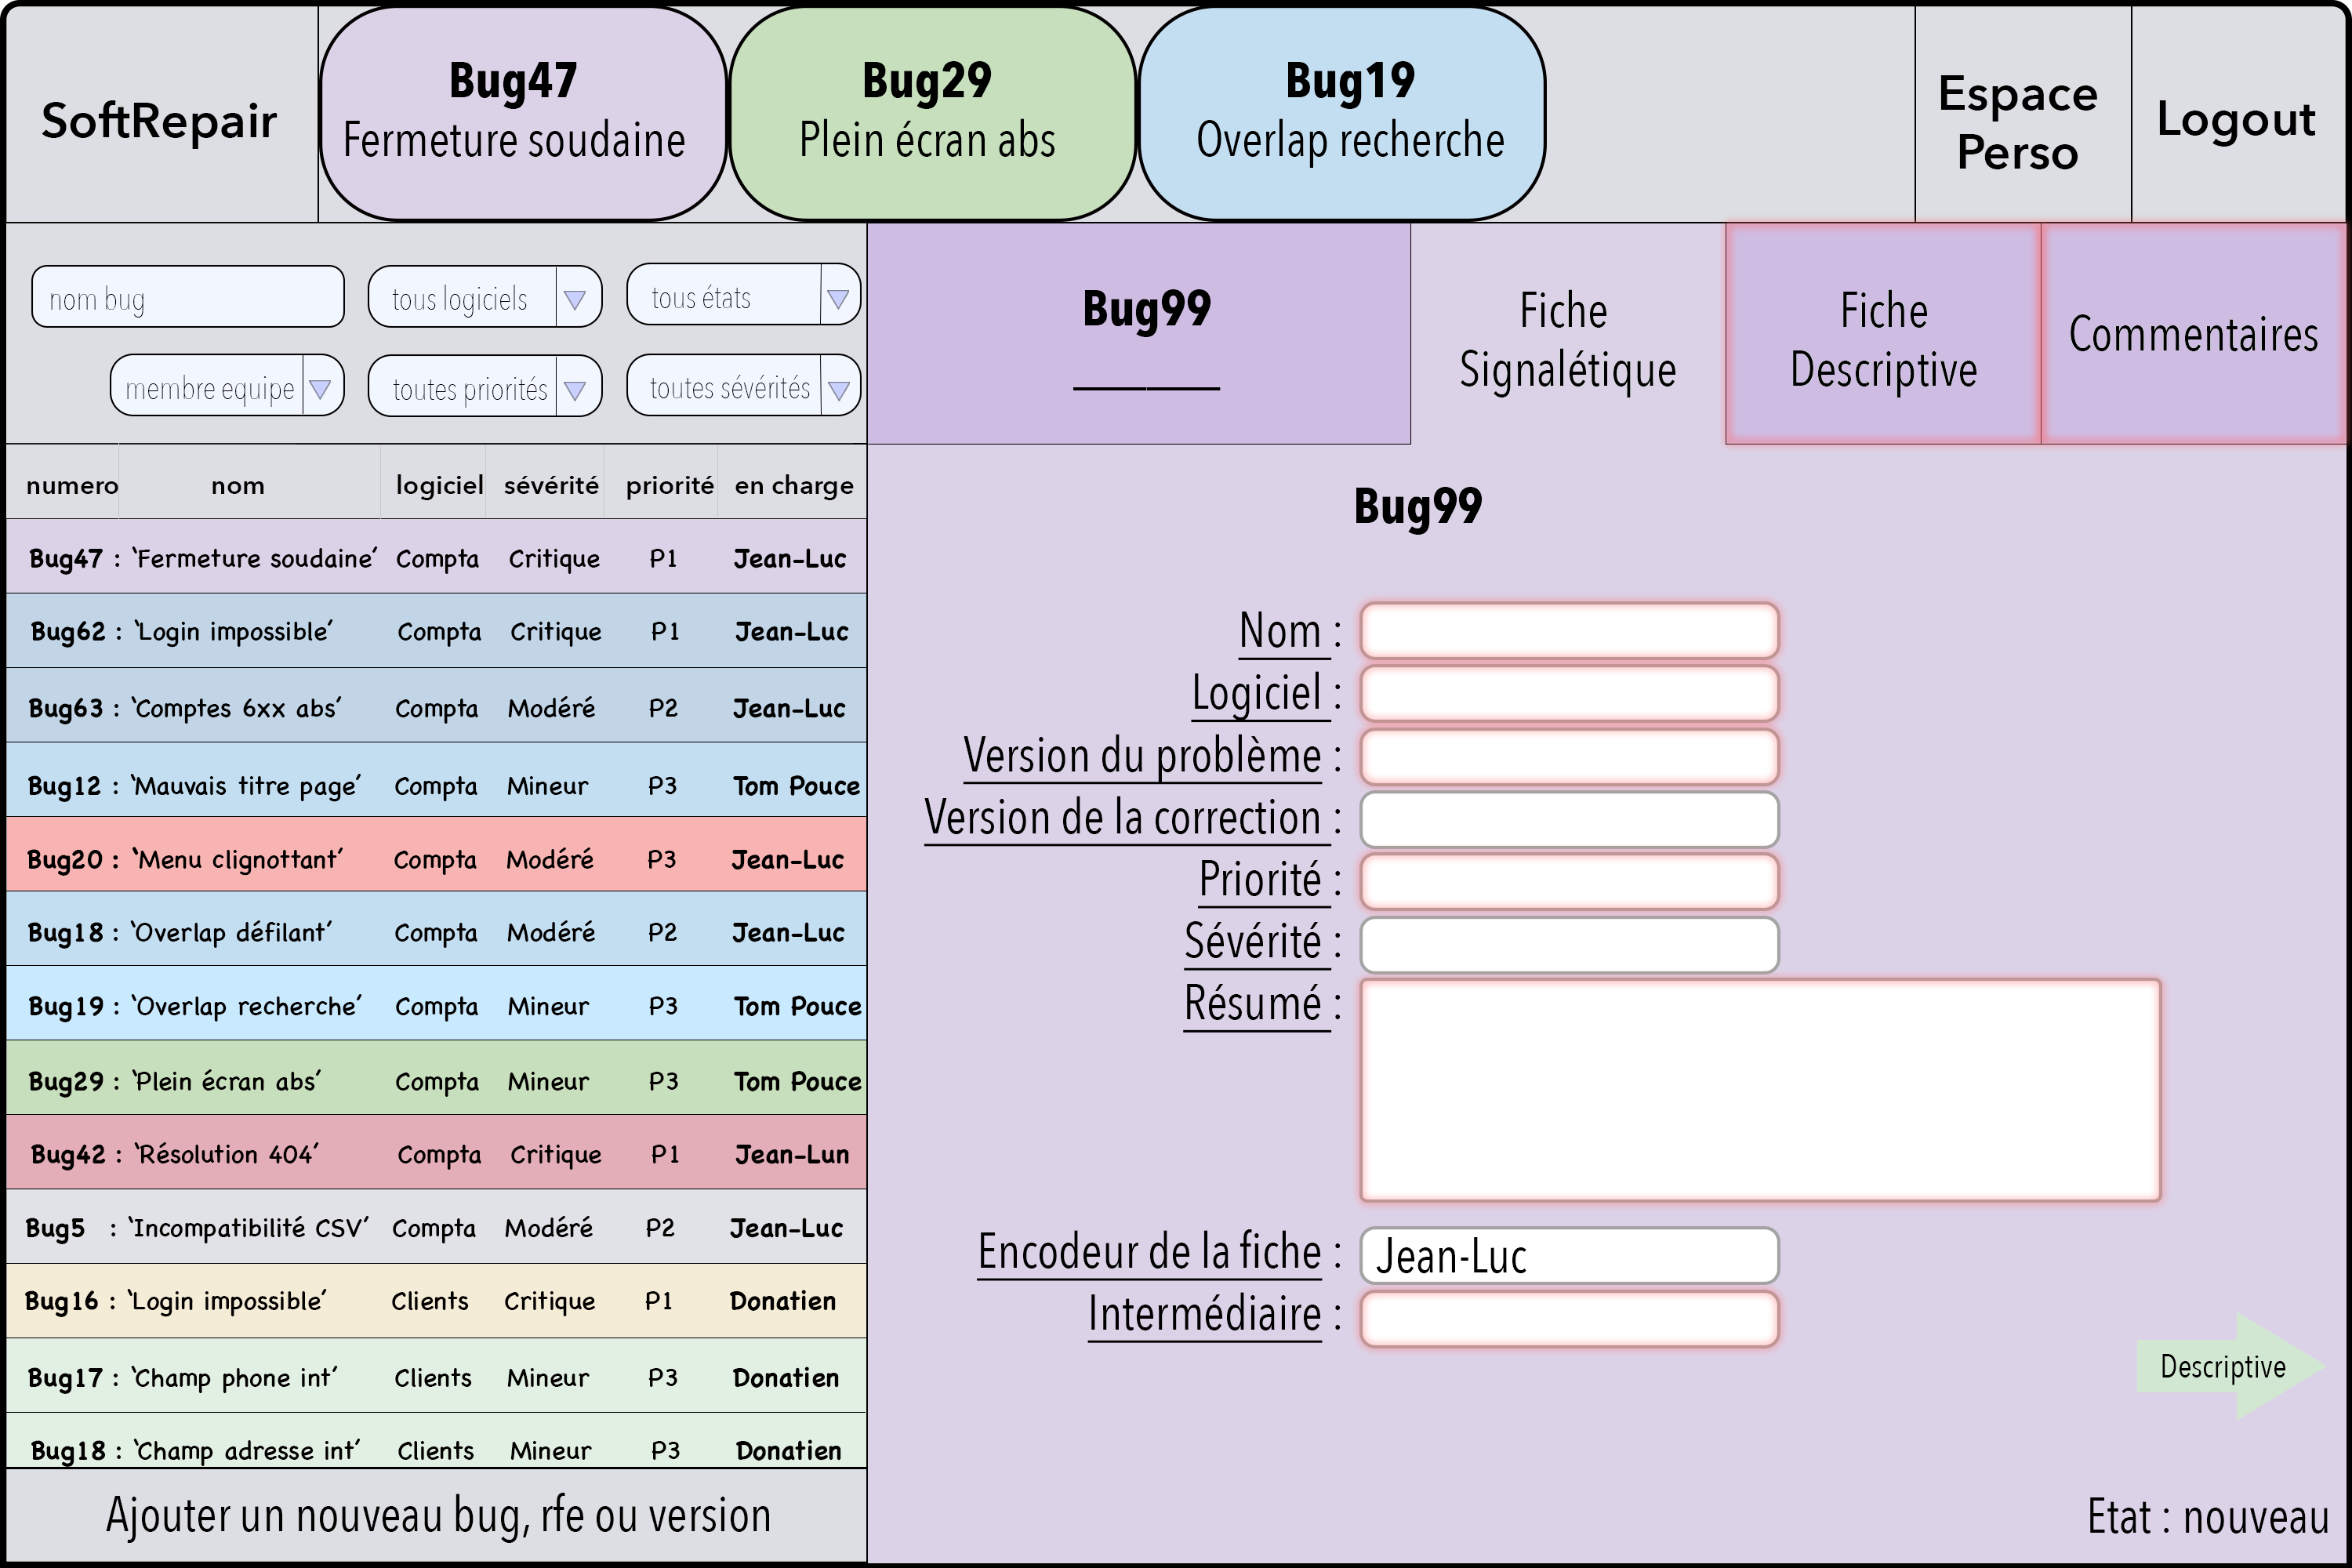 SoftRepair
Bug47
Fermeture soudaine
Bug29
Plein écran abs
Bug19
Overlap recherche
Espace
Perso
Logout
nom bug
tous logiciels
tous états
membre equipe
toutes priorités
toutes sévérités
numero nom logiciel sévérité priorité en charge
Bug47 : ‘Fermeture soudaine’ Compta Critique P1 Jean-Luc
Bug62 : ‘Login impossible’ Compta Critique P1 Jean-Luc
Bug63 : ‘Comptes 6xx abs’ Compta Modéré P2 Jean-Luc
Bug12 : ‘Mauvais titre page’ Compta Mineur P3 Tom Pouce
Bug20 : ‘Menu clignottant’ Compta Modéré P3 Jean-Luc
Bug18 : ‘Overlap défilant’ Compta Modéré P2 Jean-Luc
Bug19 : ‘Overlap recherche’ Compta Mineur P3 Tom Pouce
Bug29 : ‘Plein écran abs’ Compta Mineur P3 Tom Pouce
Bug42 : ‘Résolution 404’ Compta Critique P1 Jean-Lun
Bug5 : ‘Incompatibilité CSV’ Compta Modéré P2 Jean-Luc
Bug16 : ‘Login impossible’ Clients Critique P1 Donatien
Bug17 : ‘Champ phone int’ Clients Mineur P3 Donatien
Bug18 : ‘Champ adresse int’ Clients Mineur P3 Donatien
Ajouter un nouveau bug, rfe ou version
Bug99
Fiche
Signalétique
Fiche
Descriptive
Commentaires
Bug99
Nom :
Logiciel :
Version du problème :
Version de la correction :
Priorité :
Sévérité :
Résumé :
Encodeur de la fiche : Jean-Luc
Intermédiaire :
Descriptive
Etat : nouveau